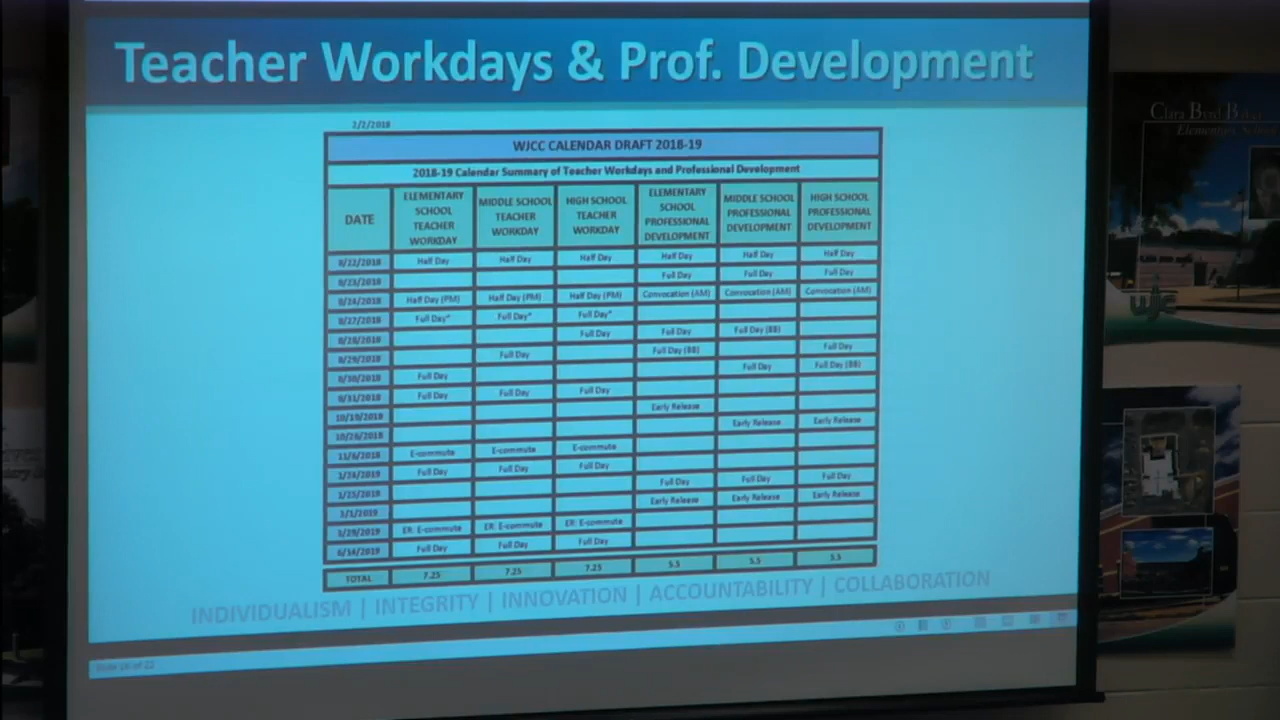 Teacher Workdays & Prof. Development
2/2/2018
WJCC CALENDAR DRAFT 2018-19
2018-19 Calendar Summary of Teacher Workdays and Professional Development
DATE ELEMENTARY SCHOOL TEACHER WORKDAY MIDDLE SCHOOL TEACHER WORKDAY HIGH SCHOOL TEACHER WORKDAY ELEMENTARY SCHOOL PROFESSIONAL DEVELOPMENT MIDDLE SCHOOL PROFESSIONAL DEVELOPMENT HIGH SCHOOL PROFESSIONAL DEVELOPMENT
8/22/2018 Half Day Half Day Half Day Half Day Half Day Half Day
8/23/2018 Full Day Full Day Full Day
8/24/2018 Half Day (PM) Half Day (PM) Half Day (PM) Convocation (AM) Convocation (AM) Convocation (AM)
8/27/2018 Full Day* Full Day* Full Day*
8/28/2018 Full Day Full Day Full Day (BB)
8/29/2018 Full Day Full Day (BB) Full Day
8/30/2018 Full Day Full Day Full Day (BB)
Full Day Full Day Full Day
10/19/2018 Early Release
Early Release Early Release
11/6/2018 E-commute E-commute E-commute
1/24/2019 Full Day Full Day Full Day
1/25/2019 Full Day Full Day Full Day
Early Release Early Release Early Release
3/29/2019 ER: E-commute ER: E-commute ER: E-commute
6/14/2019 Full Day Full Day Full Day
TOTAL 7.25 7.25 7.25 5.5 5.5 5.5
INDIVIDUALISM | INTEGRITY | INNOVATION | ACCOUNTABILITY | COLLABORATION
Clara Byrd Baker
wjc